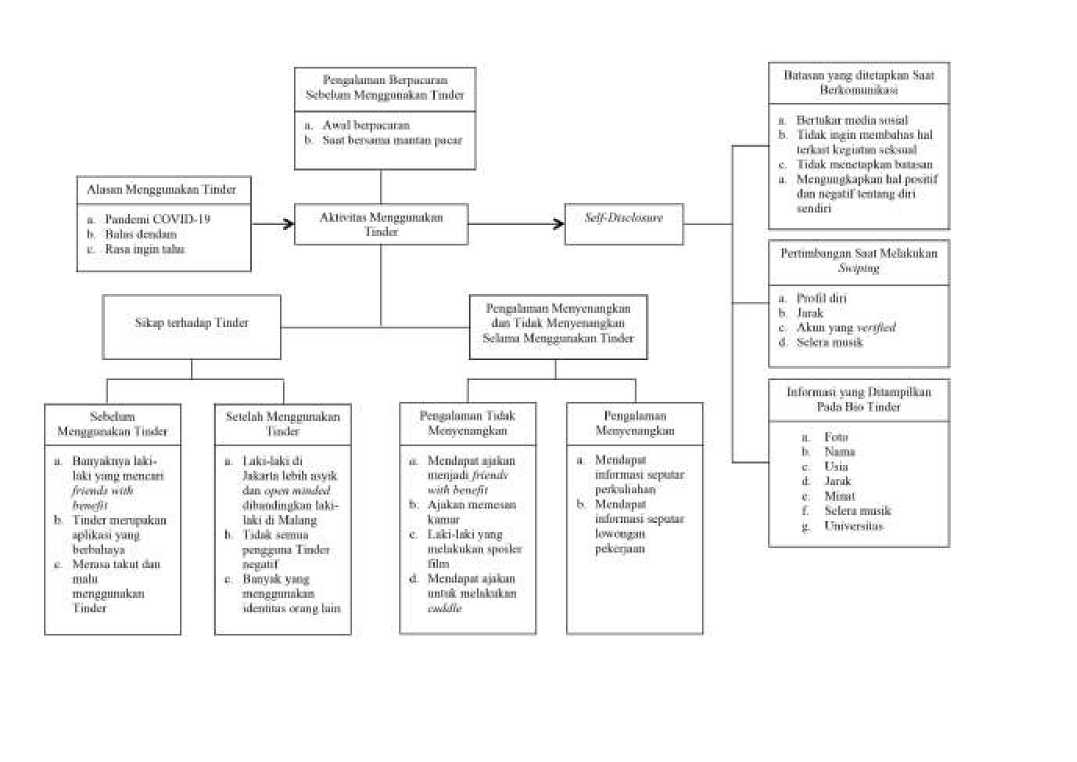 Pengalaman Berpacaran
Sebelum Menggunakan Tinder
a. Awal berpacaran
b. Saat bersama mantan pacar
Alasan Menggunakan Tinder
a. Pandemi COVID-19
b. Balas dendam
c. Rasa ingin tahu
Aktivitas Menggunakan
Tinder
Self-Disclosure
Batasan yang ditetapkan Saat
Berkomunikasi
a. Bertukar media sosial
b. Tidak ingin membahas hal
terkait kegiatan seksual
c. Tidak menetapkan batasan
a. Mengungkapkan hal positif
dan negatif tentang diri
sendiri
Pertimbangan Saat Melakukan
Swiping
a. Profil diri
b. Jarak
c. Akun yang verified
d. Selera musik
Informasi yang Ditampilkan
Pada Bio Tinder
a. Foto
b. Nama
c. Usia
d. Jarak
e. Minat
f. Selera musik
g. Universitas
Sikap terhadap Tinder
Pengalaman Menyenangkan
dan Tidak Menyenangkan
Selama Menggunakan Tinder
Sebelum
Menggunakan Tinder
a. Banyaknya laki-
laki yang mencari
friends with
benefit
b. Tinder merupakan
aplikasi yang
berbahaya
c. Merasa takut dan
malu
menggunakan
Tinder
Setelah Menggunakan
Tinder
a. Laki-laki di
Jakarta lebih asyik
dan open minded
dibandingkan laki-
laki di Malang
b. Tidak semua
pengguna Tinder
negatif
c. Banyak yang
menggunakan
identitas orang lain
Pengalaman Tidak
Menyenangkan
a. Mendapat ajakan
menjadi friends
with benefit
b. Ajakan memesan
kamar
c. Laki-laki yang
melakukan spoiler
film
d. Mendapat ajakan
untuk melakukan
cuddle
Pengalaman
Menyenangkan
a. Mendapat
informasi seputar
perkuliahan
b. Mendapat
informasi seputar
lowongan
pekerjaan